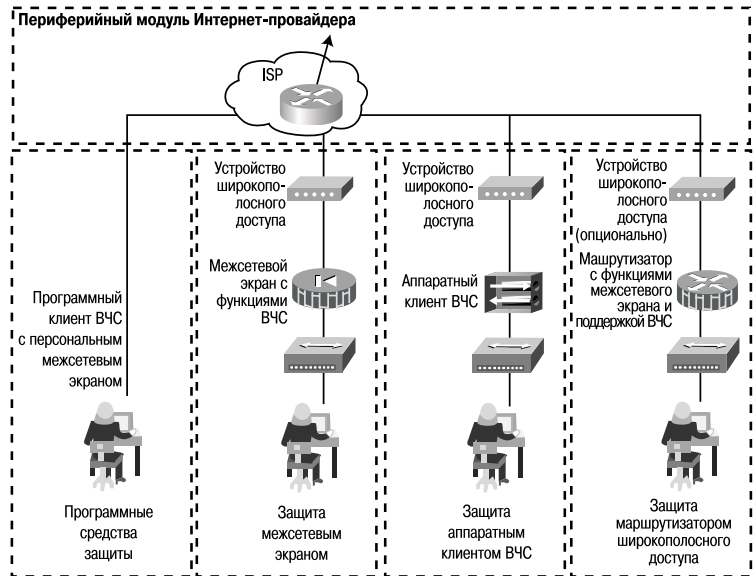 Периферийный модуль Интернет-провайдера
ISP
Программный
клиент ВЧС
с персональным
межсетевым
экраном
Программные
средства
защиты
Устройство
широкопо-
лосного
доступа
Межсетевой
экран с
функциями
ВЧС
Защита
межсетевым
экраном
Устройство
широкопо-
лосного
доступа
Аппаратный
клиент ВЧС
Защита
аппаратным
клиентом ВЧС
Устройство
широкопо-
лосного
доступа
(опционально)
Машрутизатор
с функциями
межсетевого
экрана и
поддержкой ВЧС
Защита
маршрутизатором
широкополосного
доступа